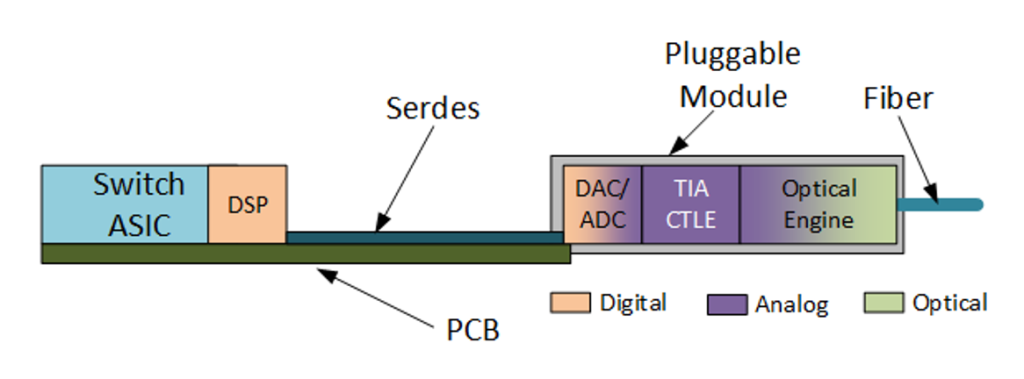 Pluggable
Module
Fiber
Serdes
Switch
ASIC
DSP
DAC/
ADC
TIA
CTLE
Optical
Engine
PCB
Digital
Analog
Optical